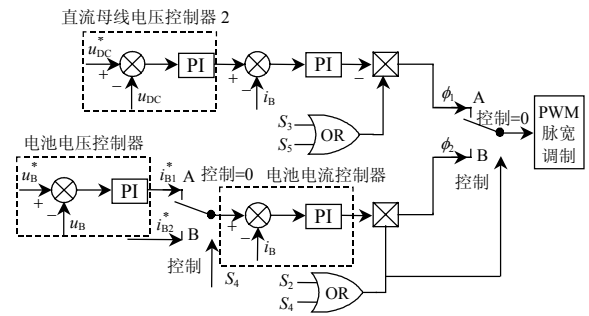 直流母线电压控制器 2
u*DC
+
−
uDC
PI
+
−
iB
PI
−
S3
S5
OR
ϕ1
A
控制=0
ϕ2
B
控制
PWM
脉宽
调制
电池电压控制器
u*B
+
−
uB
PI
i*B1
A
控制=0
i*B2
B
控制
S4
电池电流控制器
+
−
iB
PI
S2
S4
OR